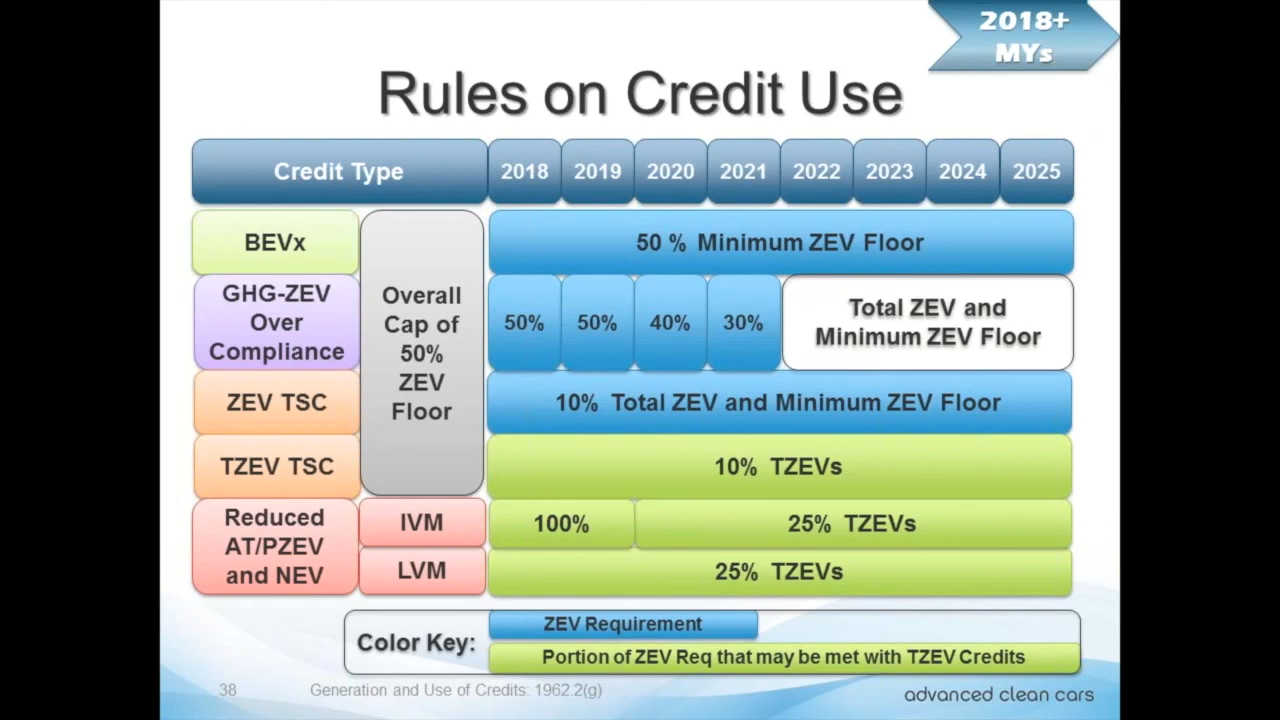 2018+
MYs
Rules on Credit Use
Credit Type
2018
2019
2020
2021
2022
2023
2024
2025
BEVx
Overall
Cap of
50%
ZEV
Floor
50 % Minimum ZEV Floor
GHG-ZEV
Over
Compliance
50%
50%
40%
30%
Total ZEV and
Minimum ZEV Floor
ZEV TSC
10% Total ZEV and Minimum ZEV Floor
TZEV TSC
10% TZEVs
Reduced
AT/PZEV
and NEV
IVM
100%
25% TZEVs
LVM
25% TZEVs
Color Key:
ZEV Requirement
Portion of ZEV Req that may be met with TZEV Credits
38
Generation and Use of Credits: 1962.2(g)
advanced clean cars